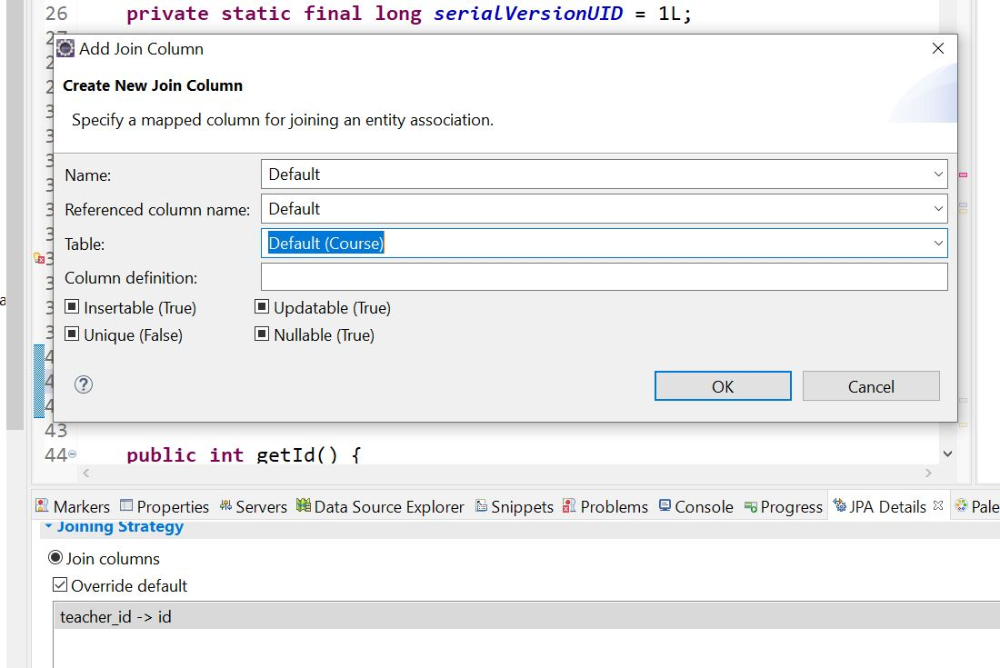 26 private static final long serialVersionUID = 1L;
Add Join Column
Create New Join Column
Specify a mapped column for joining an entity association.
Name: Default
Referenced column name: Default
Table: Default (Course)
Column definition:
Insertable (True) Updatable (True)
Unique (False) Nullable (True)
OK Cancel
43
44 public int getId() {
Markers Properties Servers Data Source Explorer Snippets Problems Console Progress JPA Details Pale
Joining Strategy
Join columns
Override default
teacher_id -> id